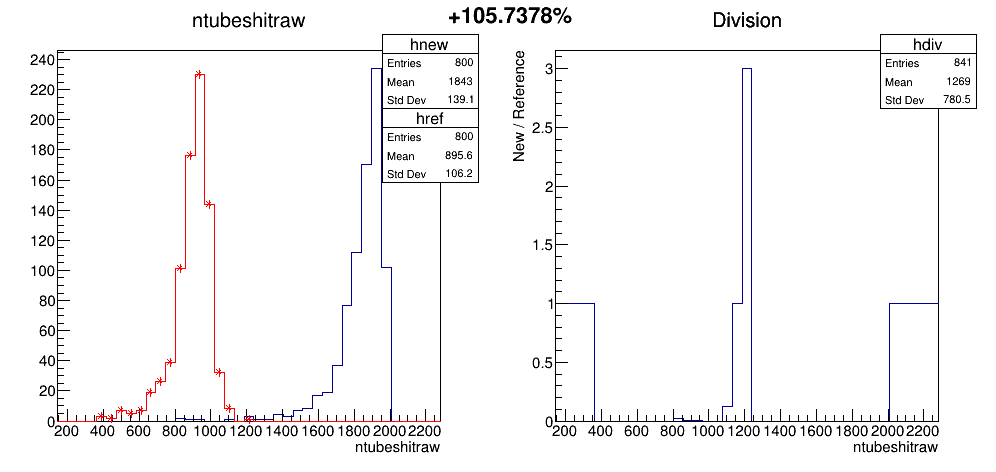 +105.7378%
ntubeshitraw
hnew
Entries 800
Mean 1843
Std Dev 139.1
href
Entries 800
Mean 895.6
Std Dev 106.2
240
220
200
180
160
140
120
100
80
60
40
20
0
200 400 600 800 1000 1200 1400 1600 1800 2000 2200
ntubeshitraw
Division
hdiv
Entries 841
Mean 1269
Std Dev 780.5
New / Reference
3
2.5
2
1.5
1
0.5
0
200 400 600 800 1000 1200 1400 1600 1800 2000 2200
ntubeshitraw